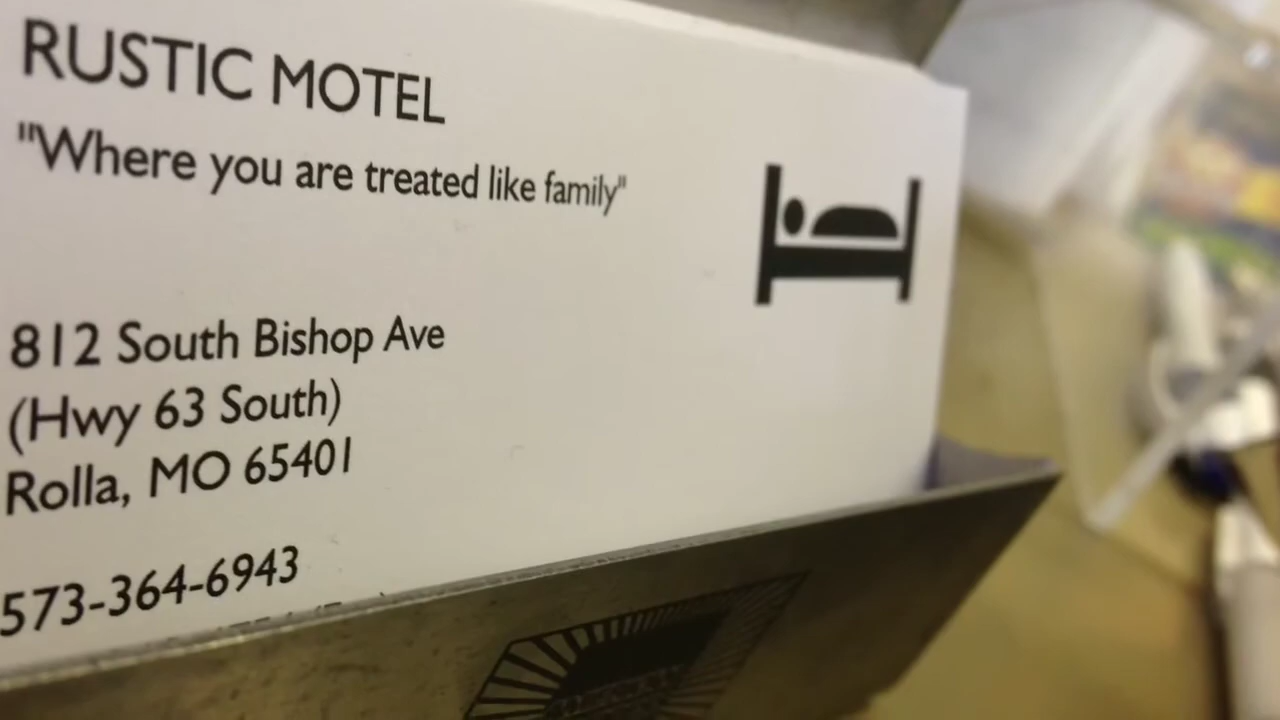 RUSTIC MOTEL
"Where you are treated like family"
812 South Bishop Ave
(Hwy 63 South)
Rolla, MO 65401
573-364-6943